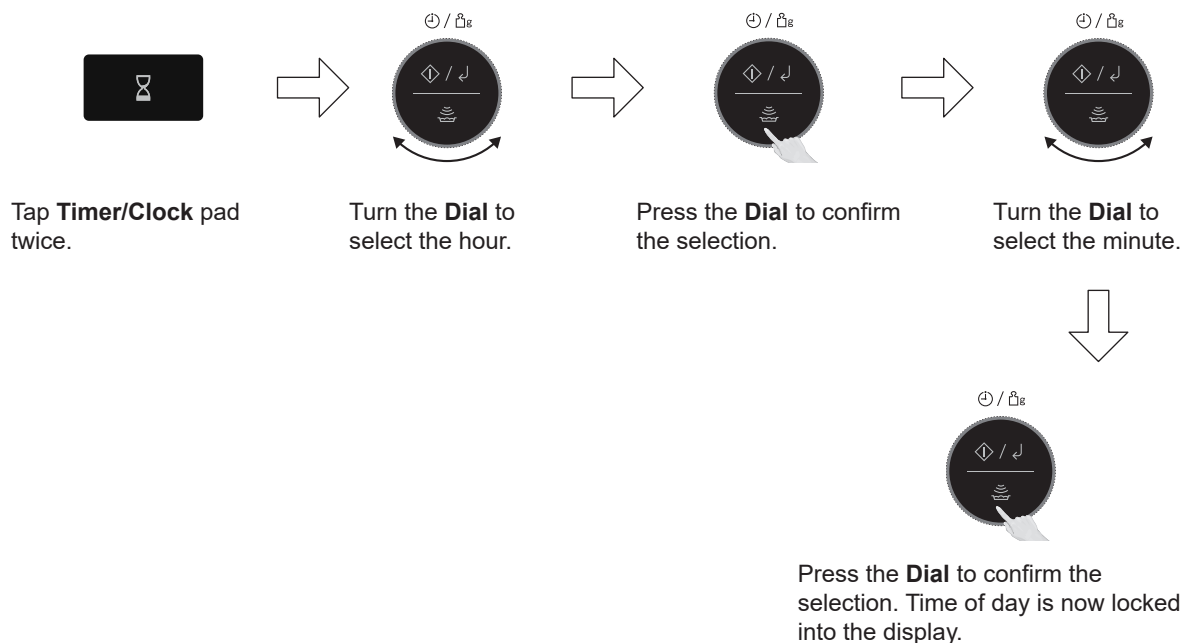 / g
/ g
/ g
Tap Timer/Clock pad
twice.
Turn the Dial to
select the hour.
Press the Dial to confirm
the selection.
Turn the Dial to
select the minute.
/ g
Press the Dial to confirm the
selection. Time of day is now locked
into the display.